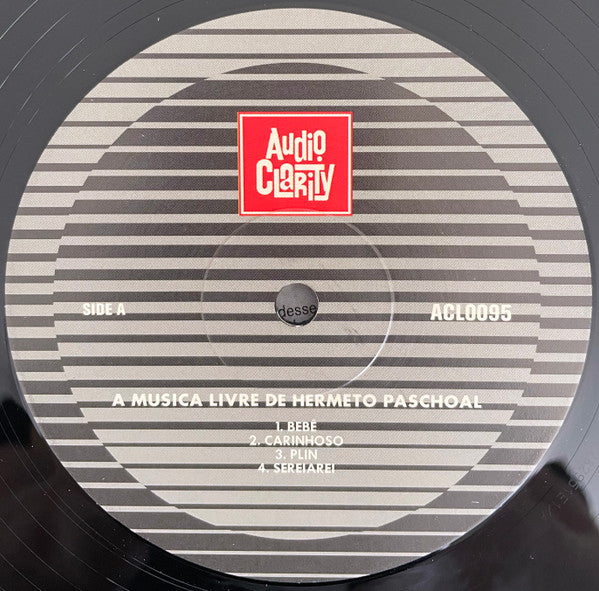 Audio
Clarity
desse
SIDE A
ACL0095
A MUSICA LIVRE DE HERMETO PASCHOAL
1. BEBÊ
2. CARINHOSO
3. PLIN
4. SEREIAREI